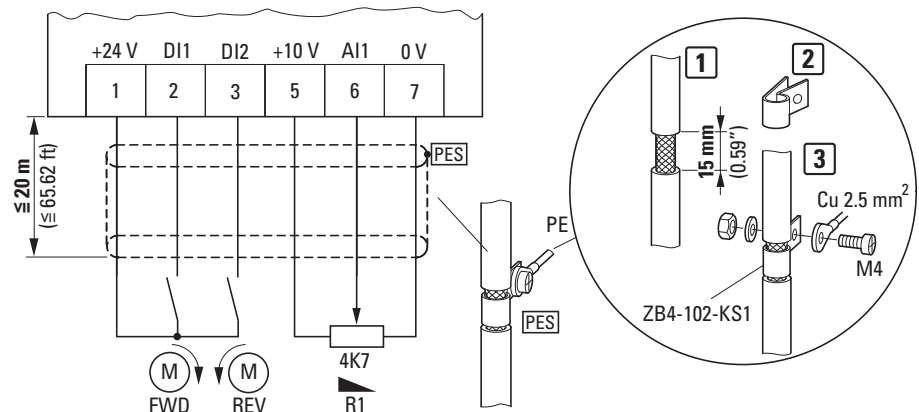 +24 V DI1 DI2 +10 V AI1 0 V
1 2 3 5 6 7
≦ 20 m
(≦ 65.62 ft)
PES
4K7
R1
M M
FWD REV
PE
PES
1
2
15 mm
(0.59″)
3
Cu 2.5 mm²
M4
ZB4-102-KS1